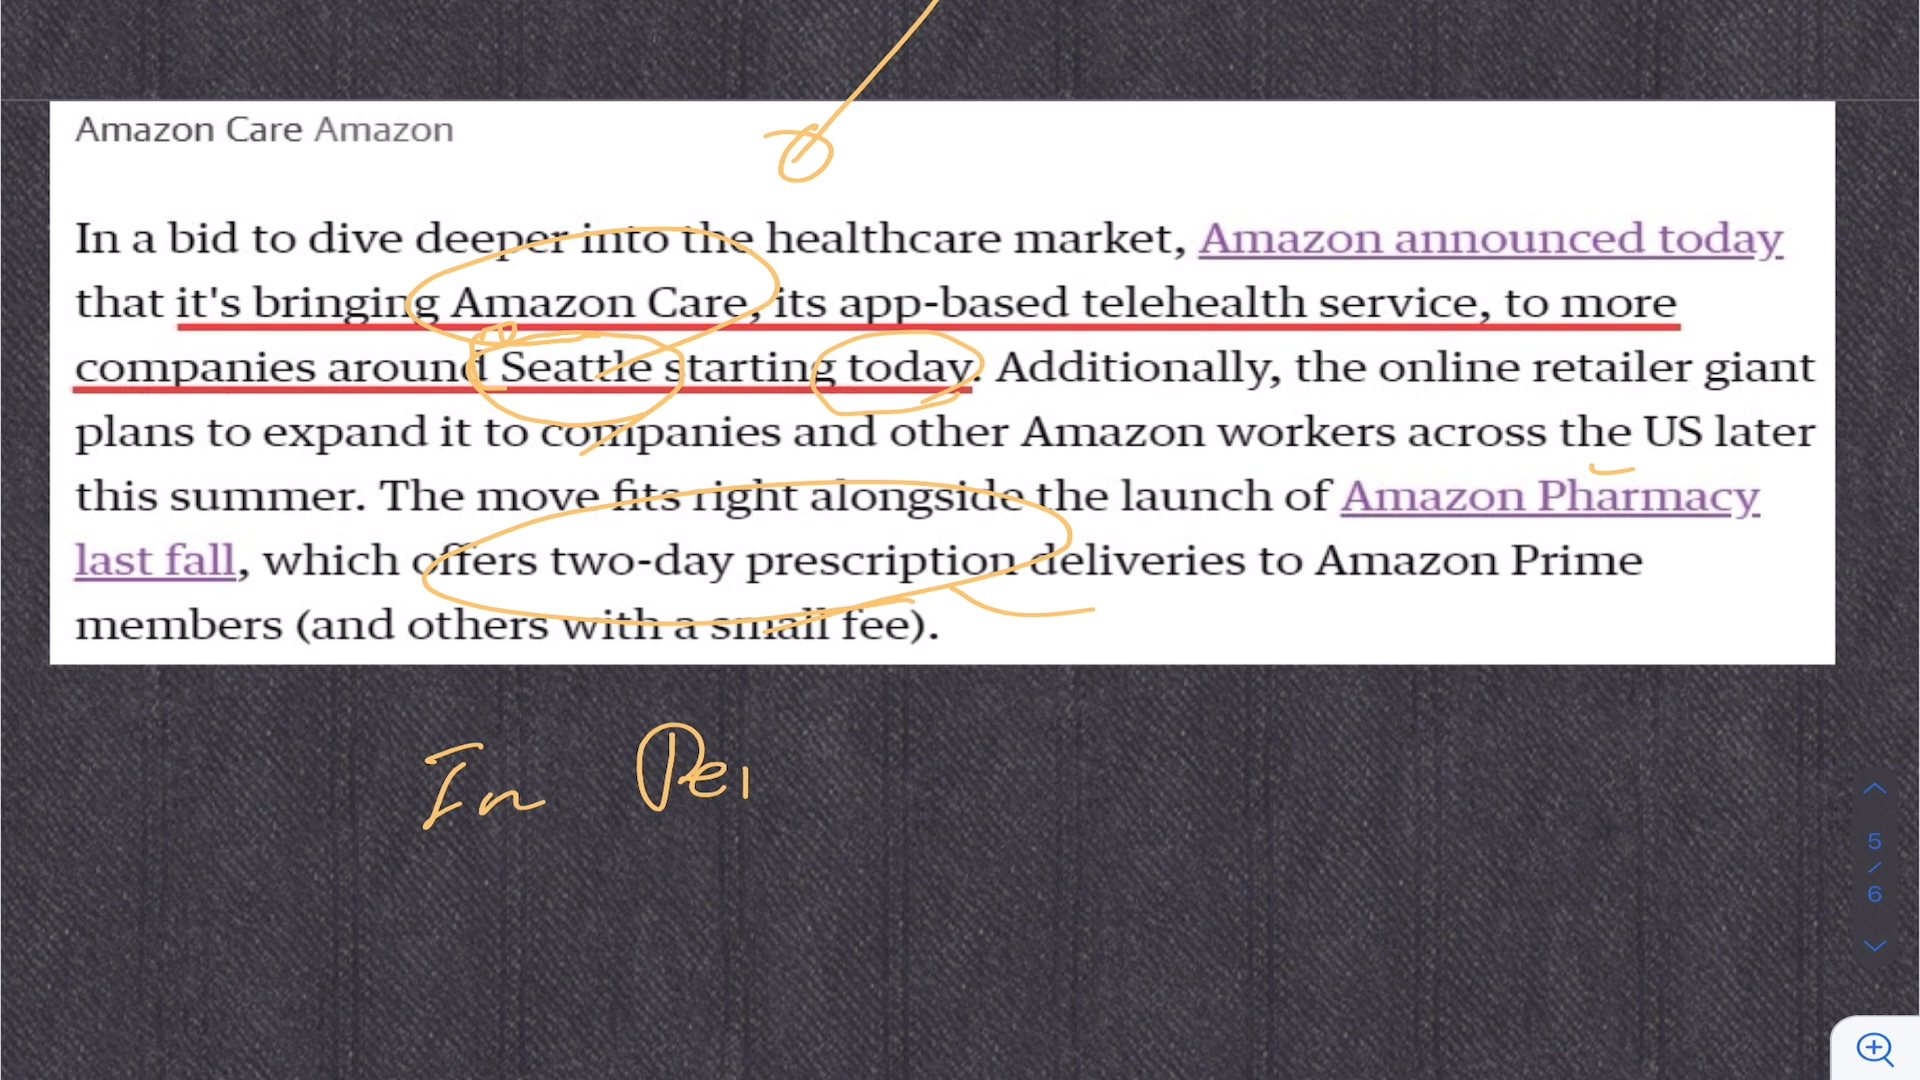 Amazon Care Amazon
In a bid to dive deeper into the healthcare market, Amazon announced today
that it's bringing Amazon Care, its app-based telehealth service, to more
companies around Seattle starting today. Additionally, the online retailer giant
plans to expand it to companies and other Amazon workers across the US later
this summer. The move fits right alongside the launch of Amazon Pharmacy
last fall, which offers two-day prescription deliveries to Amazon Prime
members (and others with a small fee).
In Per
5
/
6